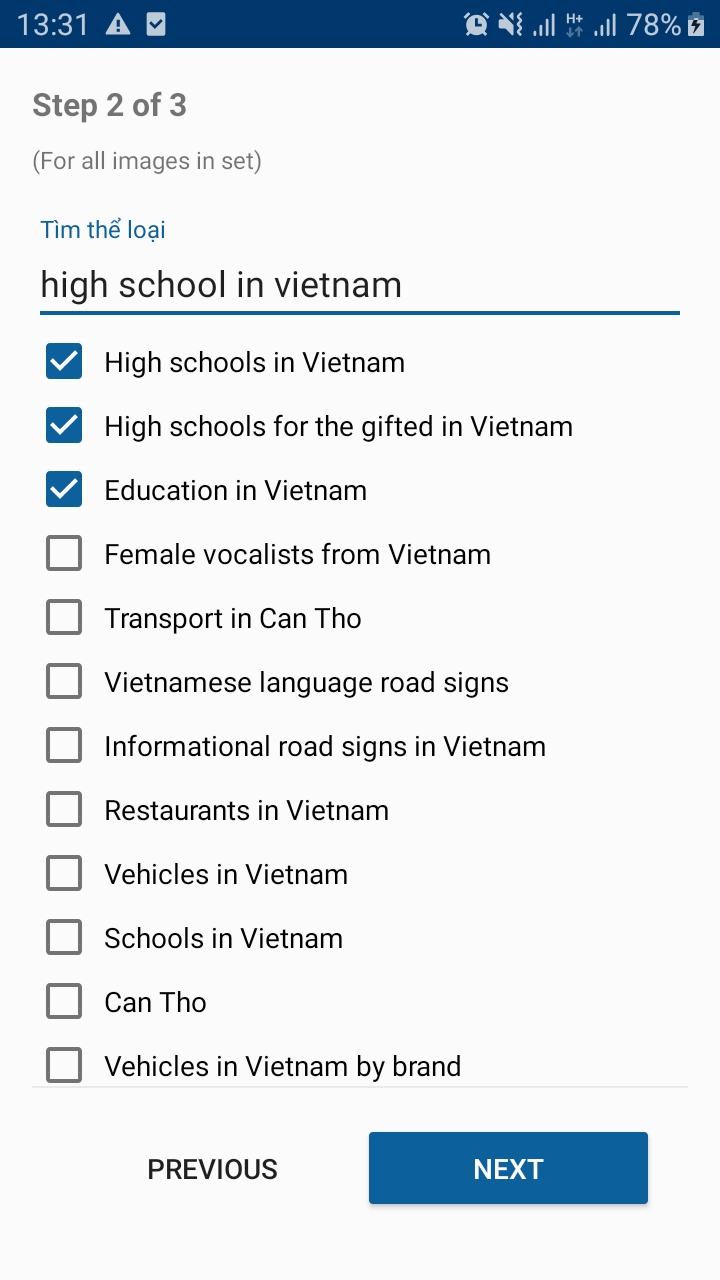 13:31 H+ 78%
Step 2 of 3
(For all images in set)
Tìm thể loại
high school in vietnam
High schools in Vietnam
High schools for the gifted in Vietnam
Education in Vietnam
Female vocalists from Vietnam
Transport in Can Tho
Vietnamese language road signs
Informational road signs in Vietnam
Restaurants in Vietnam
Vehicles in Vietnam
Schools in Vietnam
Can Tho
Vehicles in Vietnam by brand
PREVIOUS NEXT